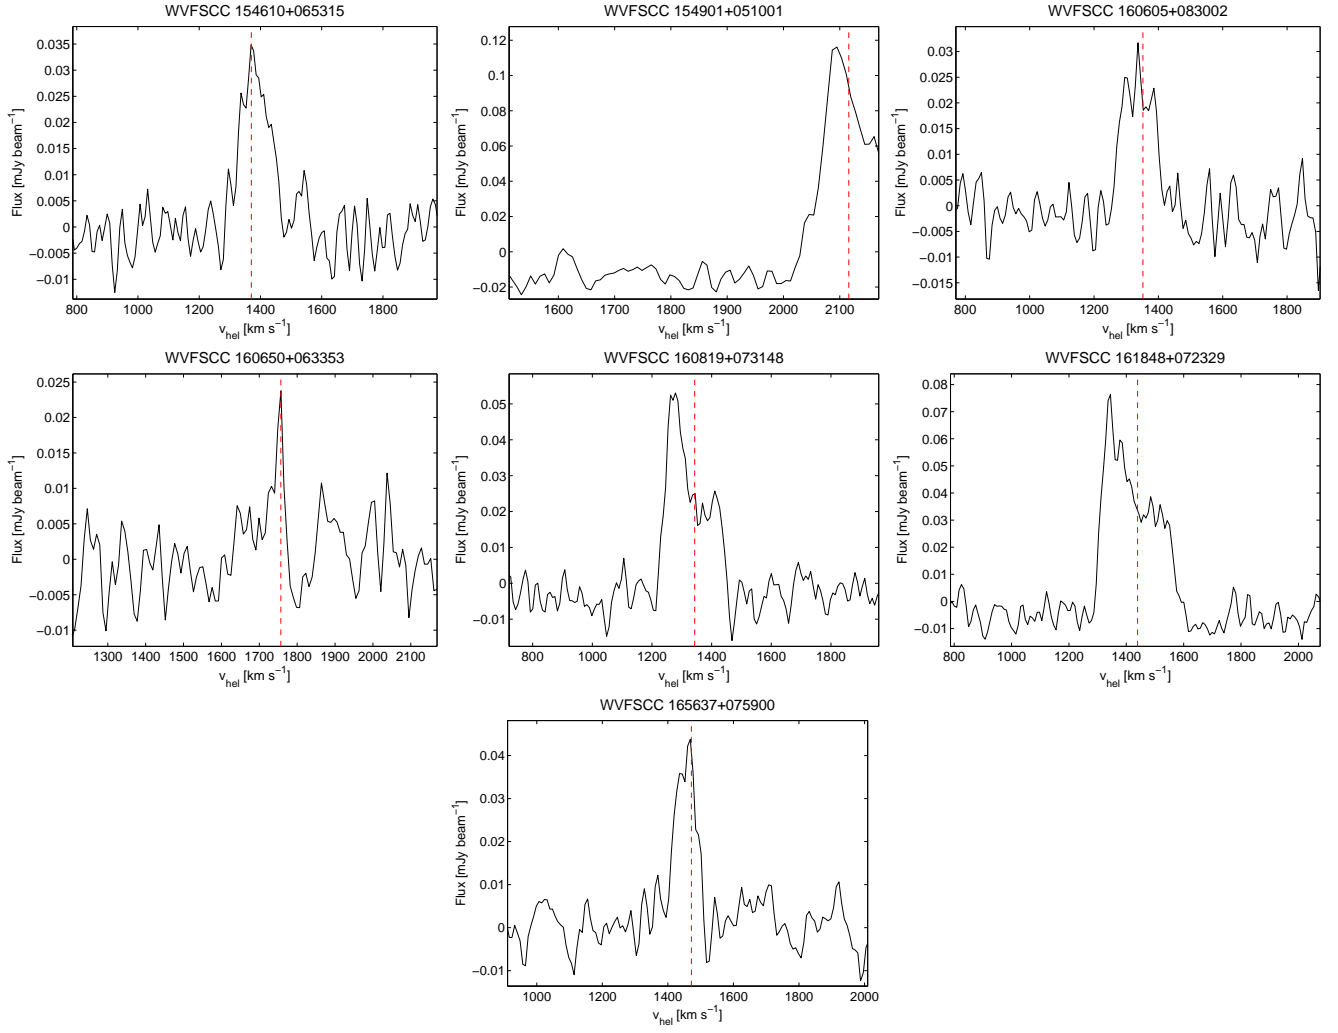 WVFSCC 154610+065315
Flux [mJy beam⁻¹]
0.035
0.03
0.025
0.02
0.015
0.01
0.005
0
−0.005
−0.01
800 1000 1200 1400 1600 1800
v_hel [km s⁻¹]
WVFSCC 154901+051001
Flux [mJy beam⁻¹]
0.12
0.1
0.08
0.06
0.04
0.02
0
−0.02
1600 1700 1800 1900 2000 2100
v_hel [km s⁻¹]
WVFSCC 160605+083002
Flux [mJy beam⁻¹]
0.03
0.025
0.02
0.015
0.01
0.005
0
−0.005
−0.01
−0.015
800 1000 1200 1400 1600 1800
v_hel [km s⁻¹]
WVFSCC 160650+063353
Flux [mJy beam⁻¹]
0.025
0.02
0.015
0.01
0.005
0
−0.005
−0.01
1300 1400 1500 1600 1700 1800 1900 2000 2100
v_hel [km s⁻¹]
WVFSCC 160819+073148
Flux [mJy beam⁻¹]
0.05
0.04
0.03
0.02
0.01
0
−0.01
800 1000 1200 1400 1600 1800
v_hel [km s⁻¹]
WVFSCC 161848+072329
Flux [mJy beam⁻¹]
0.08
0.07
0.06
0.05
0.04
0.03
0.02
0.01
0
−0.01
800 1000 1200 1400 1600 1800 2000
v_hel [km s⁻¹]
WVFSCC 165637+075900
Flux [mJy beam⁻¹]
0.04
0.03
0.02
0.01
0
−0.01
1000 1200 1400 1600 1800 2000
v_hel [km s⁻¹]